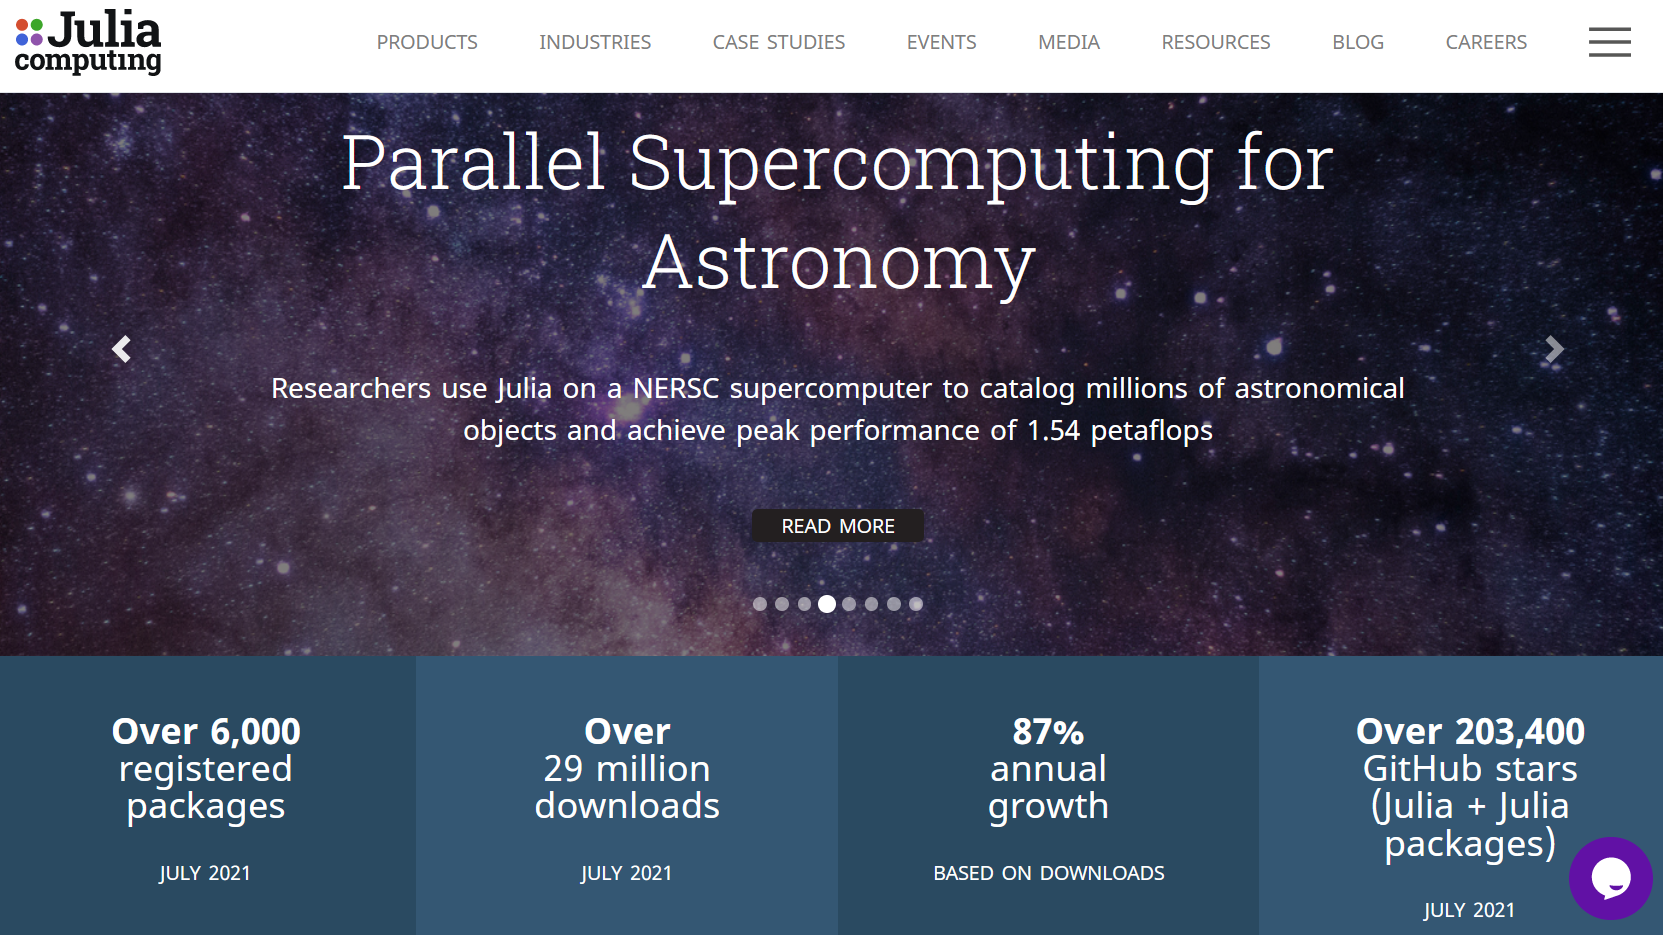 Julia
computing
PRODUCTS
INDUSTRIES
CASE STUDIES
EVENTS
MEDIA
RESOURCES
BLOG
CAREERS
Parallel Supercomputing for
Astronomy
Researchers use Julia on a NERSC supercomputer to catalog millions of astronomical
objects and achieve peak performance of 1.54 petaflops
READ MORE
Over 6,000
registered
packages
JULY 2021
Over
29 million
downloads
JULY 2021
87%
annual
growth
BASED ON DOWNLOADS
Over 203,400
GitHub stars
(Julia + Julia
packages)
JULY 2021